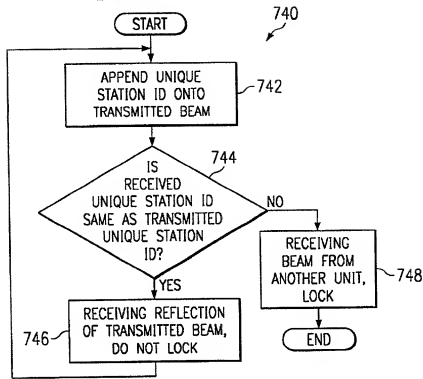 START
740
APPEND UNIQUE
STATION ID ONTO
TRANSMITTED BEAM
742
744
IS
RECEIVED
UNIQUE STATION ID
SAME AS TRANSMITTED
UNIQUE STATION
ID?
NO
YES
RECEIVING
BEAM FROM
ANOTHER UNIT,
LOCK
748
746
RECEIVING REFLECTION
OF TRANSMITTED BEAM,
DO NOT LOCK
END